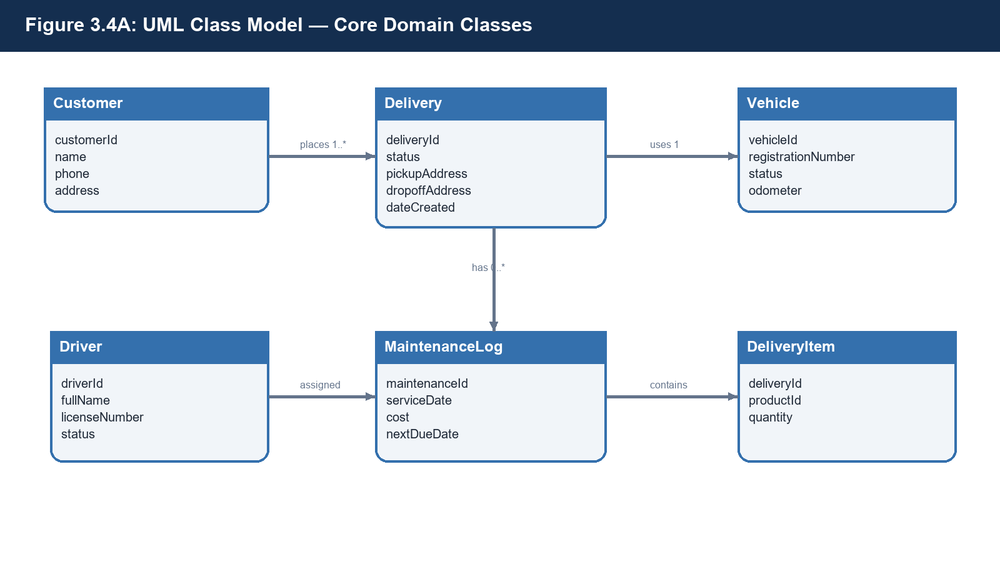 Figure 3.4A: UML Class Model — Core Domain Classes
Customer
customerId
name
phone
address
places 1..*
Delivery
deliveryId
status
pickupAddress
dropoffAddress
dateCreated
uses 1
Vehicle
vehicleId
registrationNumber
status
odometer
has 0..*
Driver
driverId
fullName
licenseNumber
status
assigned
MaintenanceLog
maintenanceId
serviceDate
cost
nextDueDate
contains
DeliveryItem
deliveryId
productId
quantity